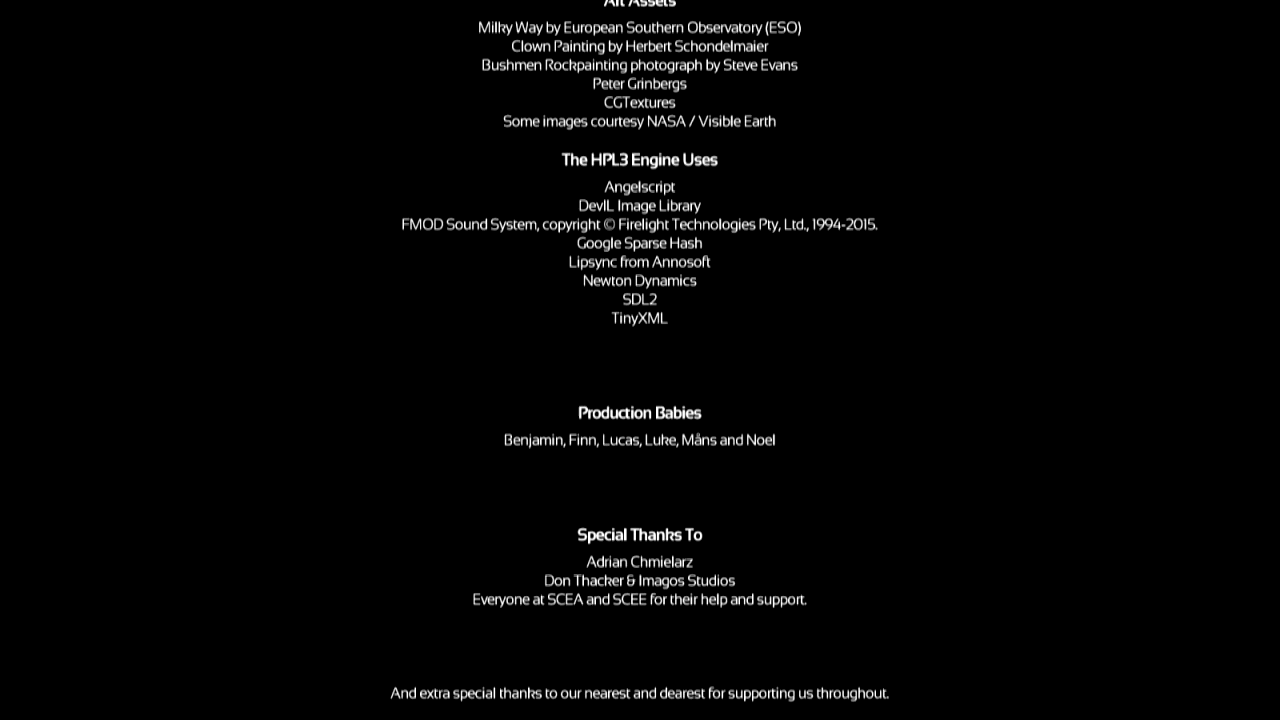 Art Assets
Milky Way by European Southern Observatory (ESO)
Clown Painting by Herbert Schondelmaier
Bushmen Rockpainting photograph by Steve Evans
Peter Grinbergs
CGTextures
Some images courtesy NASA / Visible Earth
The HPL3 Engine Uses
Angelscript
DevIL Image Library
FMOD Sound System, copyright © Firelight Technologies Pty, Ltd., 1994-2015.
Google Sparse Hash
Lipsync from Annosoft
Newton Dynamics
SDL2
TinyXML
Production Babies
Benjamin, Finn, Lucas, Luke, Måns and Noel
Special Thanks To
Adrian Chmielarz
Don Thacker & Imagos Studios
Everyone at SCEA and SCEE for their help and support.
And extra special thanks to our nearest and dearest for supporting us throughout.